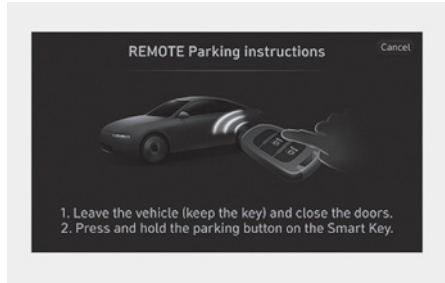 REMOTE Parking instructions
Cancel
1. Leave the vehicle (keep the key) and close the doors.
2. Press and hold the parking button on the Smart Key.